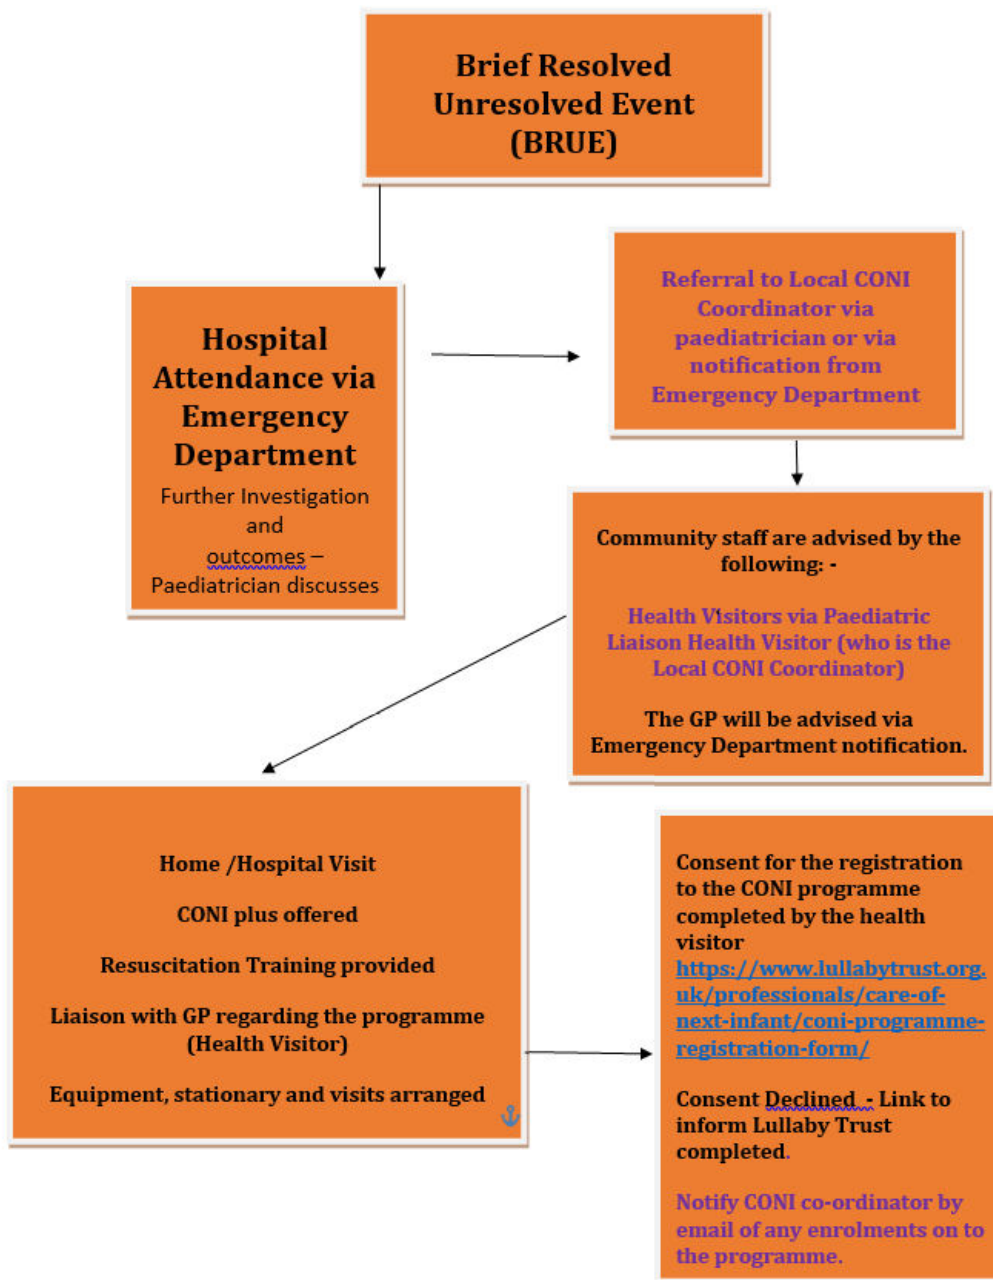 Brief Resolved
Unresolved Event
(BRUE)
Hospital
Attendance via
Emergency
Department
Further Investigation
and
outcomes –
Paediatrician discusses
Referral to Local CONI
Coordinator via
paediatrician or via
notification from
Emergency Department
Community staff are advised by the
following: -
Health Visitors via Paediatric
Liaison Health Visitor (who is the
Local CONI Coordinator)
The GP will be advised via
Emergency Department notification.
Home /Hospital Visit
CONI plus offered
Resuscitation Training provided
Liaison with GP regarding the programme
(Health Visitor)
Equipment, stationary and visits arranged
Consent for the registration
to the CONI programme
completed by the health
visitor
https://www.lullabytrust.org.
uk/professionals/care-of-
next-infant/coni-programme-
registration-form/
Consent Declined - Link to
inform Lullaby Trust
completed.
Notify CONI co-ordinator by
email of any enrolments on to
the programme.